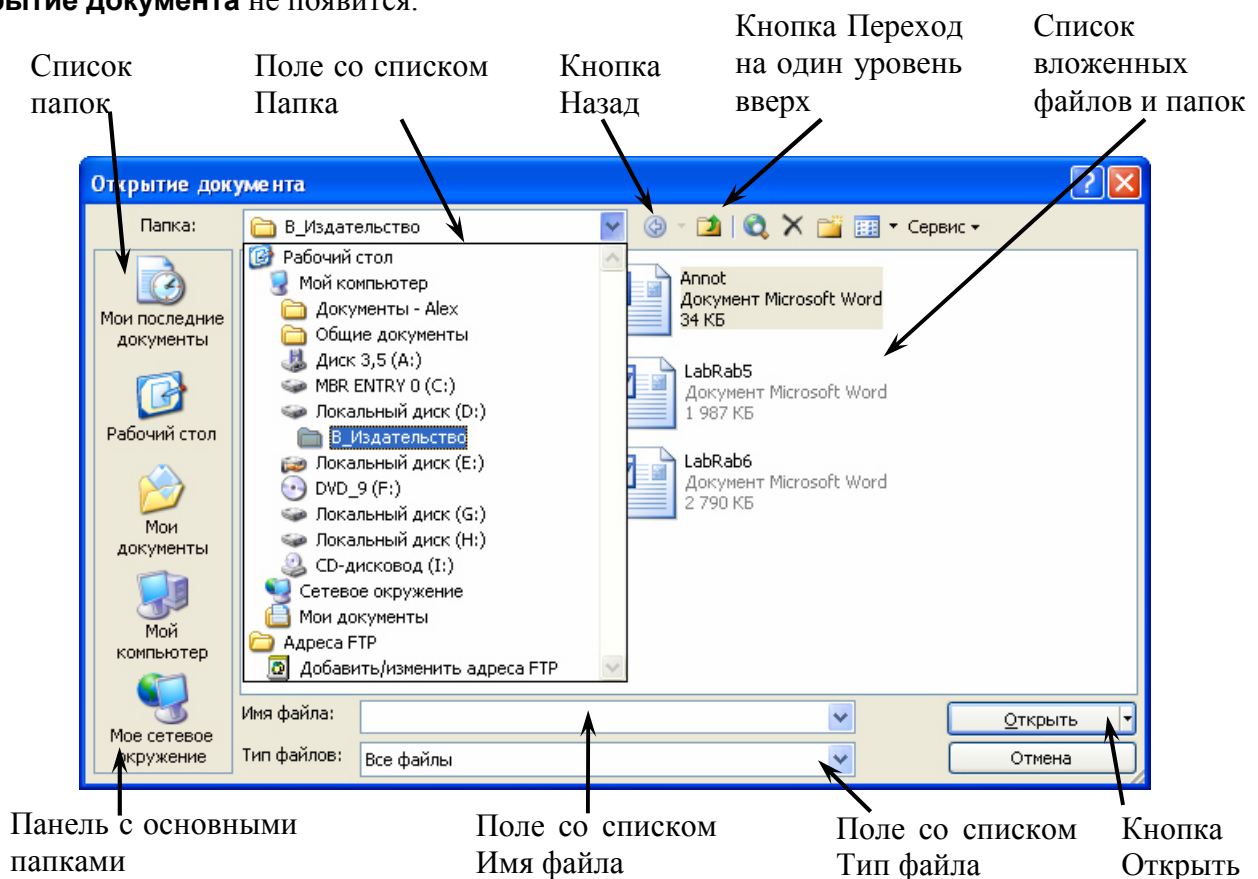 рытие документа не появится.
Список
папок
Поле со списком
Папка
Кнопка
Назад
Кнопка Переход
на один уровень
вверх
Список
вложенных
файлов и папок
Открытие документа
Папка:
В_Издательство
Сервис
Мои последние
документы
Рабочий стол
Мои
документы
Мой
компьютер
Мое сетевое
окружение
Рабочий стол
Мой компьютер
Документы - Alex
Общие документы
Диск 3,5 (A:)
MBR ENTRY 0 (C:)
Локальный диск (D:)
В_Издательство
Локальный диск (E:)
DVD_9 (F:)
Локальный диск (G:)
Локальный диск (H:)
CD-дисковод (I:)
Сетевое окружение
Мои документы
Адреса FTP
Добавить/изменить адреса FTP
Annot
Документ Microsoft Word
34 КБ
LabRab5
Документ Microsoft Word
1 987 КБ
LabRab6
Документ Microsoft Word
2 790 КБ
Имя файла:
Открыть
Тип файлов:
Все файлы
Отмена
Панель с основными
папками
Поле со списком
Имя файла
Поле со списком
Тип файла
Кнопка
Открыть